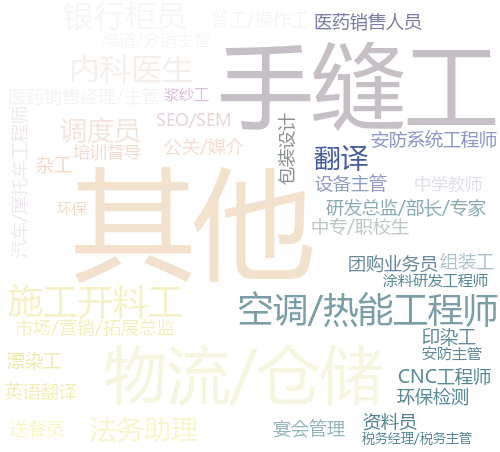 银行柜员
普工/操作工
医药销售人员
渠道/分销主管
手缝工
内科医生
医药销售经理/主管
浆纱工
汽车/摩托车工程师
调度员
SEO/SEM
包装设计
安防系统工程师
培训督导
公关/媒介
翻译
杂工
其他
设备主管
中学教师
环保
研发总监/部长/专家
中专/职校生
团购业务员
组装工
涂料研发工程师
施工开料工
空调/热能工程师
市场/营销/拓展总监
印染工
物流/仓储
安防主管
漂染工
CNC工程师
英语翻译
环保检测
送餐员
法务助理
宴会管理
资料员
税务经理/税务主管